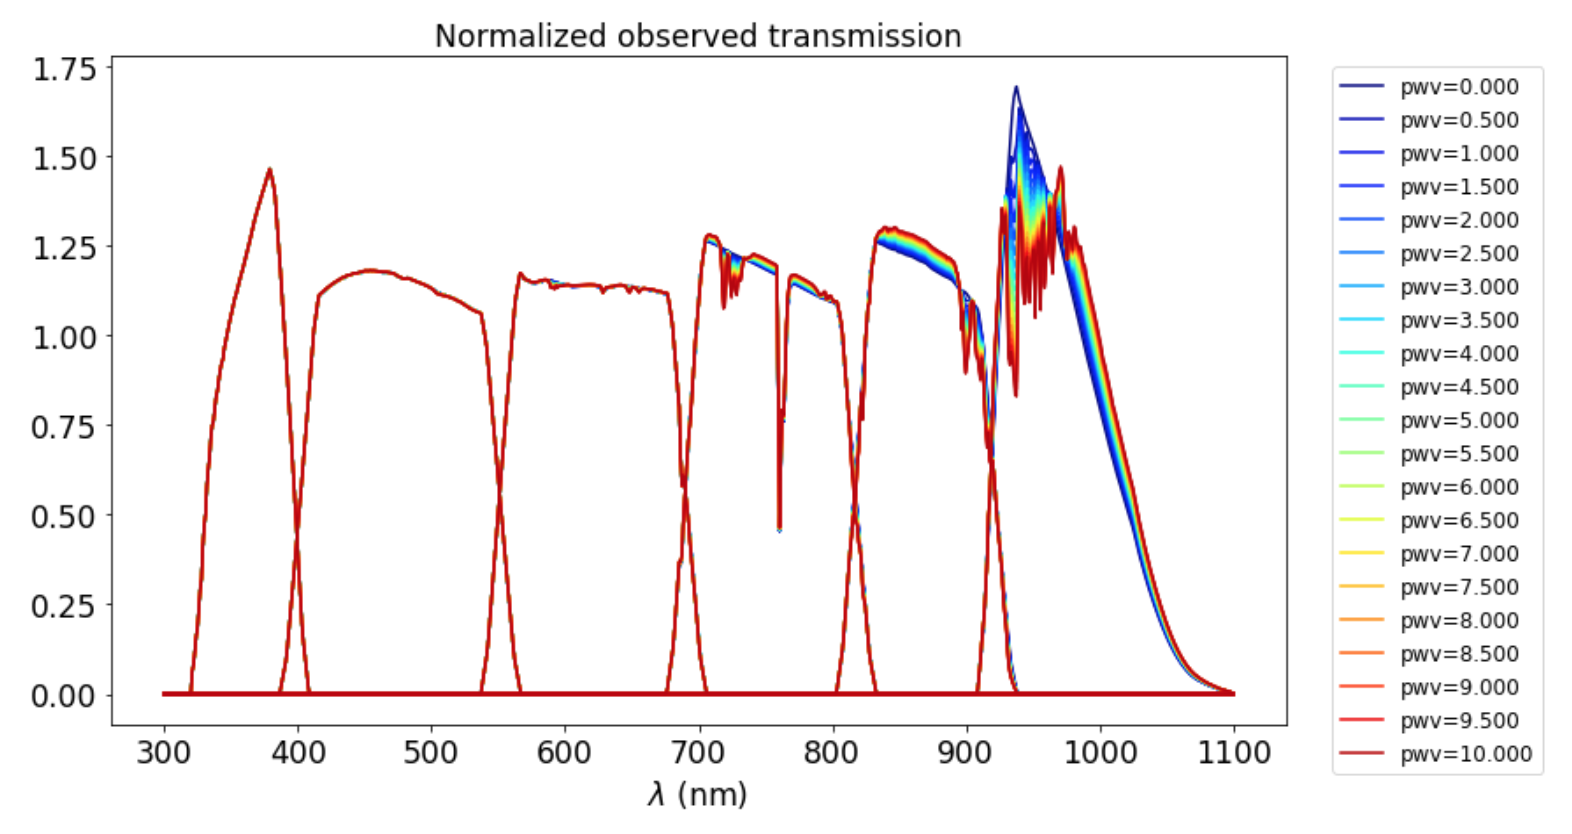 Normalized observed transmission
1.75
1.50
1.25
1.00
0.75
0.50
0.25
0.00
300 400 500 600 700 800 900 1000 1100
λ (nm)
pwv=0.000
pwv=0.500
pwv=1.000
pwv=1.500
pwv=2.000
pwv=2.500
pwv=3.000
pwv=3.500
pwv=4.000
pwv=4.500
pwv=5.000
pwv=5.500
pwv=6.000
pwv=6.500
pwv=7.000
pwv=7.500
pwv=8.000
pwv=8.500
pwv=9.000
pwv=9.500
pwv=10.000